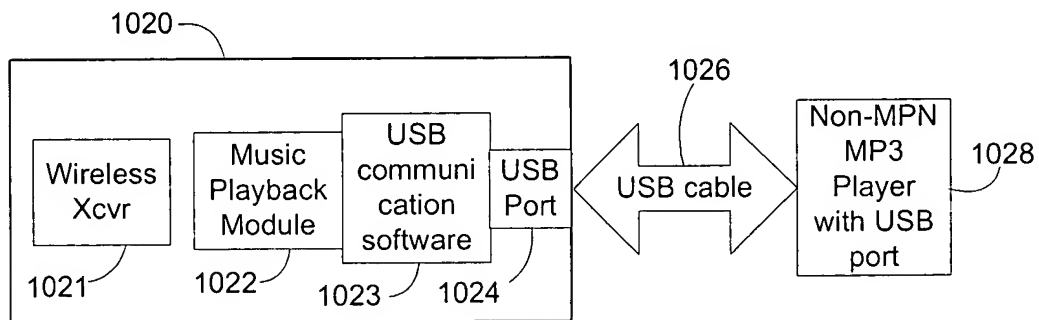 1020
Wireless
Xcvr
1021
Music
Playback
Module
1022
USB
communi
cation
software
1023
USB
Port
1024
1026
USB cable
Non-MPN
MP3
Player
with USB
port
1028